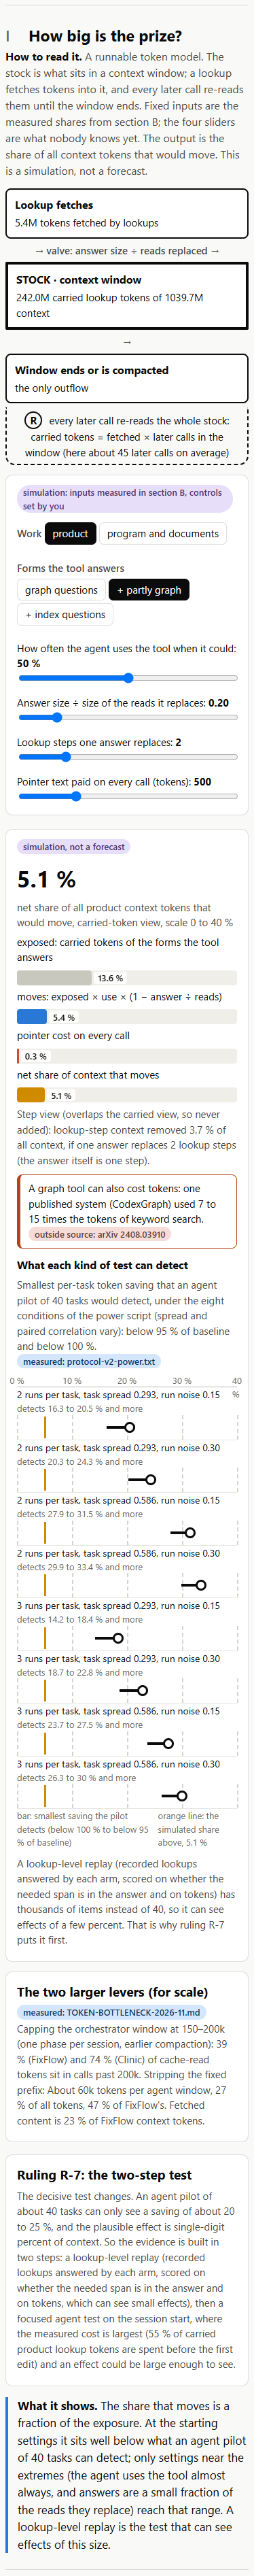 I How big is the prize?
How to read it. A runnable token model. The
stock is what sits in a context window; a lookup
fetches tokens into it, and every later call re-reads
them until the window ends. Fixed inputs are the
measured shares from section B; the four sliders
are what nobody knows yet. The output is the
share of all context tokens that would move. This
is a simulation, not a forecast.
Lookup fetches
5.4M tokens fetched by lookups
→ valve: answer size ÷ reads replaced →
STOCK · context window
242.0M carried lookup tokens of 1039.7M
context
→
Window ends or is compacted
the only outflow
R every later call re-reads the whole stock:
carried tokens = fetched × later calls in the
window (here about 45 later calls on average)
simulation: inputs measured in section B, controls
set by you
Work product program and documents
Forms the tool answers
graph questions + partly graph
+ index questions
How often the agent uses the tool when it could:
50 %
Answer size ÷ size of the reads it replaces: 0.20
Lookup steps one answer replaces: 2
Pointer text paid on every call (tokens): 500
simulation, not a forecast
5.1 %
net share of all product context tokens that
would move, carried-token view, scale 0 to 40 %
exposed: carried tokens of the forms the tool
answers
13.6 %
moves: exposed × use × (1 − answer ÷ reads)
5.4 %
pointer cost on every call
0.3 %
net share of context that moves
5.1 %
Step view (overlaps the carried view, so never
added): lookup-step context removed 3.7 % of
all context, if one answer replaces 2 lookup steps
(the answer itself is one step).
A graph tool can also cost tokens: one
published system (CodexGraph) used 7 to
15 times the tokens of keyword search.
outside source: arXiv 2408.03910
What each kind of test can detect
Smallest per-task token saving that an agent
pilot of 40 tasks would detect, under the eight
conditions of the power script (spread and
paired correlation vary): below 95 % of baseline
and below 100 %.
measured: protocol-v2-power.txt
0 % 10 % 20 % 30 % 40
%
2 runs per task, task spread 0.293, run noise 0.15
detects 16.3 to 20.5 % and more
2 runs per task, task spread 0.293, run noise 0.30
detects 20.3 to 24.3 % and more
2 runs per task, task spread 0.586, run noise 0.15
detects 27.9 to 31.5 % and more
2 runs per task, task spread 0.586, run noise 0.30
detects 29.9 to 33.4 % and more
3 runs per task, task spread 0.293, run noise 0.15
detects 14.2 to 18.4 % and more
3 runs per task, task spread 0.293, run noise 0.30
detects 18.7 to 22.8 % and more
3 runs per task, task spread 0.586, run noise 0.15
detects 23.7 to 27.5 % and more
3 runs per task, task spread 0.586, run noise 0.30
detects 26.3 to 30 % and more
bar: smallest saving the pilot
detects (below 100 % to below 95
% of baseline)
orange line: the
simulated share
above, 5.1 %
A lookup-level replay (recorded lookups
answered by each arm, scored on whether the
needed span is in the answer and on tokens) has
thousands of items instead of 40, so it can see
effects of a few percent. That is why ruling R-7
puts it first.
The two larger levers (for scale)
measured: TOKEN-BOTTLENECK-2026-11.md
Capping the orchestrator window at 150–200k
(one phase per session, earlier compaction): 39
% (FixFlow) and 74 % (Clinic) of cache-read
tokens sit in calls past 200k. Stripping the fixed
prefix: About 60k tokens per agent window, 27
% of all tokens, 47 % of FixFlow's. Fetched
content is 23 % of FixFlow context tokens.
Ruling R-7: the two-step test
The decisive test changes. An agent pilot of
about 40 tasks can only see a saving of about 20
to 25 %, and the plausible effect is single-digit
percent of context. So the evidence is built in
two steps: a lookup-level replay (recorded
lookups answered by each arm, scored on
whether the needed span is in the answer and
on tokens, which can see small effects), then a
focused agent test on the session start, where
the measured cost is largest (55 % of carried
product lookup tokens are spent before the first
edit) and an effect could be large enough to see.
What it shows. The share that moves is a
fraction of the exposure. At the starting
settings it sits well below what an agent pilot
of 40 tasks can detect; only settings near the
extremes (the agent uses the tool almost
always, and answers are a small fraction of
the reads they replace) reach that range. A
lookup-level replay is the test that can see
effects of this size.